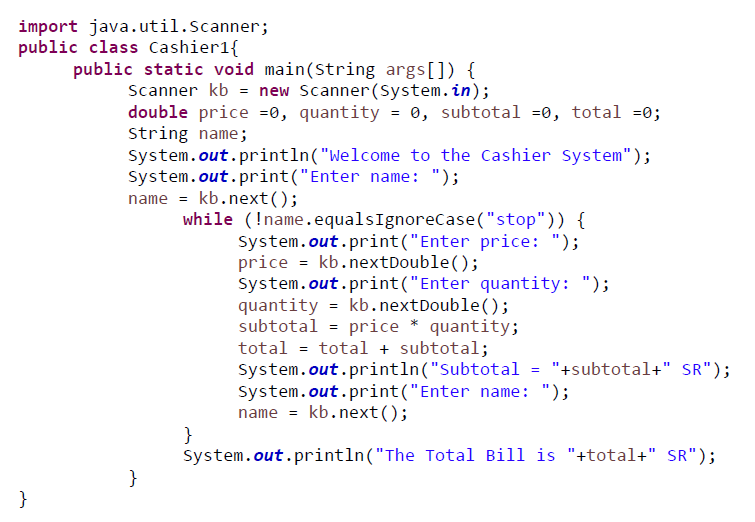 import java.util.Scanner;
public class Cashier1{
public static void main(String args[]) {
Scanner kb = new Scanner(System.in);
double price =0, quantity = 0, subtotal =0, total =0;
String name;
System.out.println("Welcome to the Cashier System");
System.out.print("Enter name: ");
name = kb.next();
while (!name.equalsIgnoreCase("stop")) {
System.out.print("Enter price: ");
price = kb.nextDouble();
System.out.print("Enter quantity: ");
quantity = kb.nextDouble();
subtotal = price * quantity;
total = total + subtotal;
System.out.println("Subtotal = "+subtotal+" SR");
System.out.print("Enter name: ");
name = kb.next();
}
System.out.println("The Total Bill is "+total+" SR");
}
}